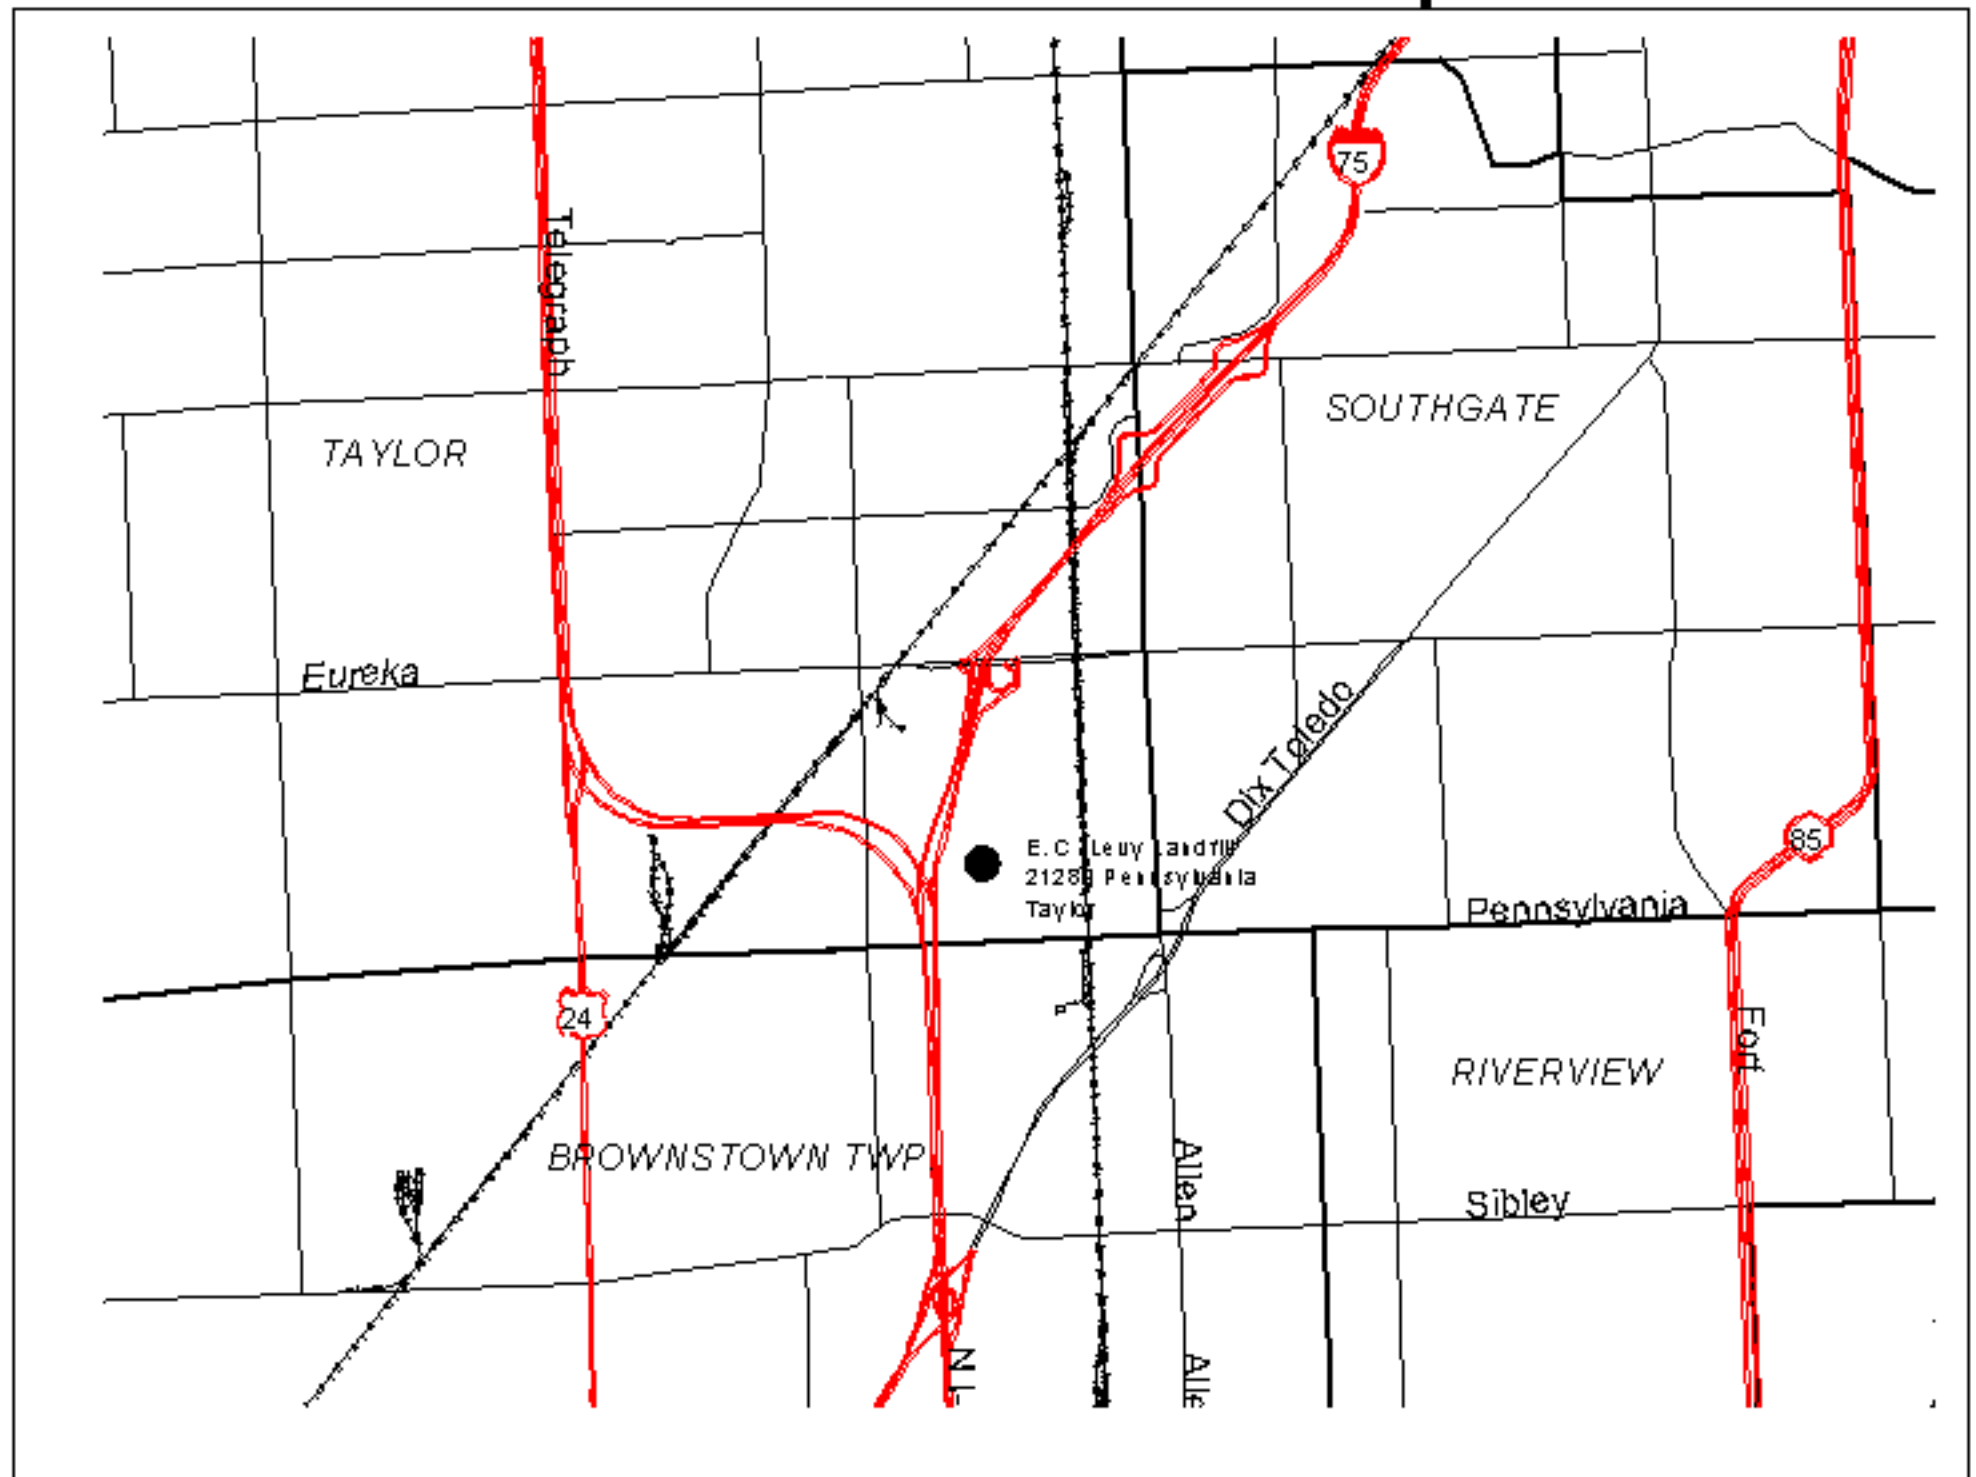 75
Telegraph
SOUTHGATE
TAYLOR
Eureka
Dix Toledo
85
E. C. Levy Landfill
Pennsylvania
Taylor
Pennsylvania
24
Fort
RIVERVIEW
BROWNSTOWN TWP
Allen
Sibley
Alle